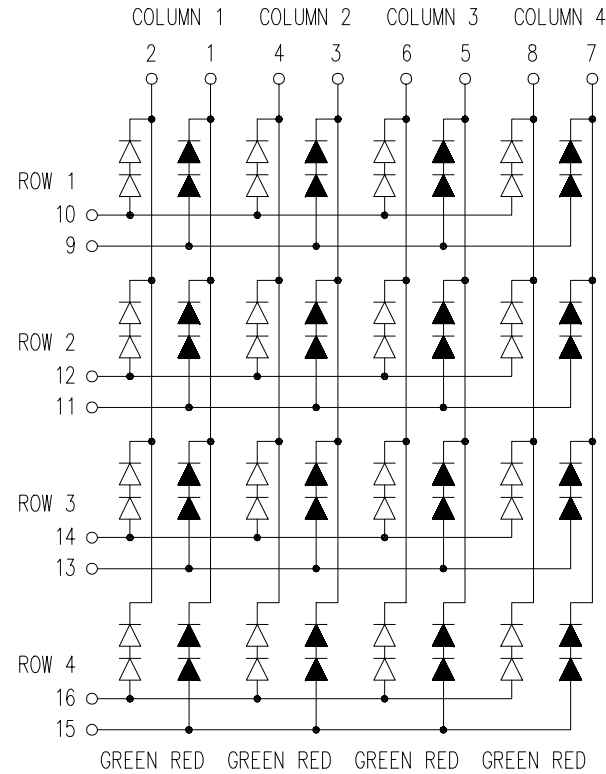 COLUMN 1 COLUMN 2 COLUMN 3 COLUMN 4
2 1 4 3 6 5 8 7
ROW 1
10
9
ROW 2
12
11
ROW 3
14
13
ROW 4
16
15
GREEN RED GREEN RED GREEN RED GREEN RED